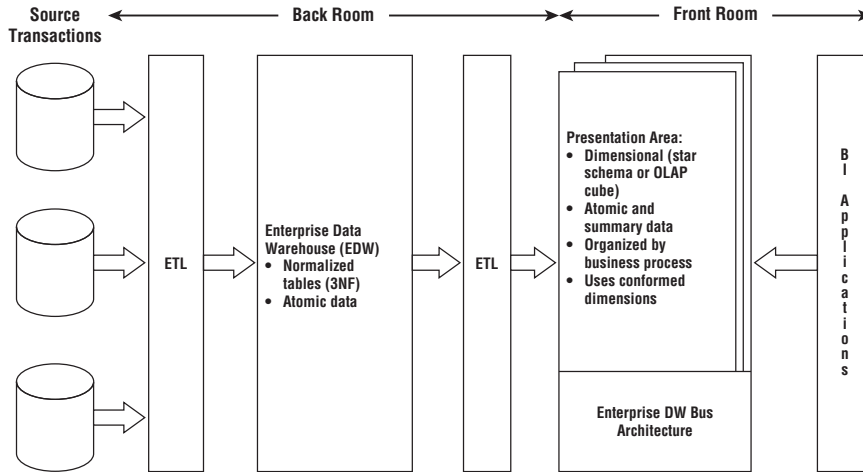 Source
Transactions
Back Room
Front Room
ETL
Enterprise Data
Warehouse (EDW)
• Normalized
tables (3NF)
• Atomic data
ETL
Presentation Area:
• Dimensional (star
schema or OLAP
cube)
• Atomic and
summary data
• Organized by
business process
• Uses conformed
dimensions
Enterprise DW Bus
Architecture
BI Applications